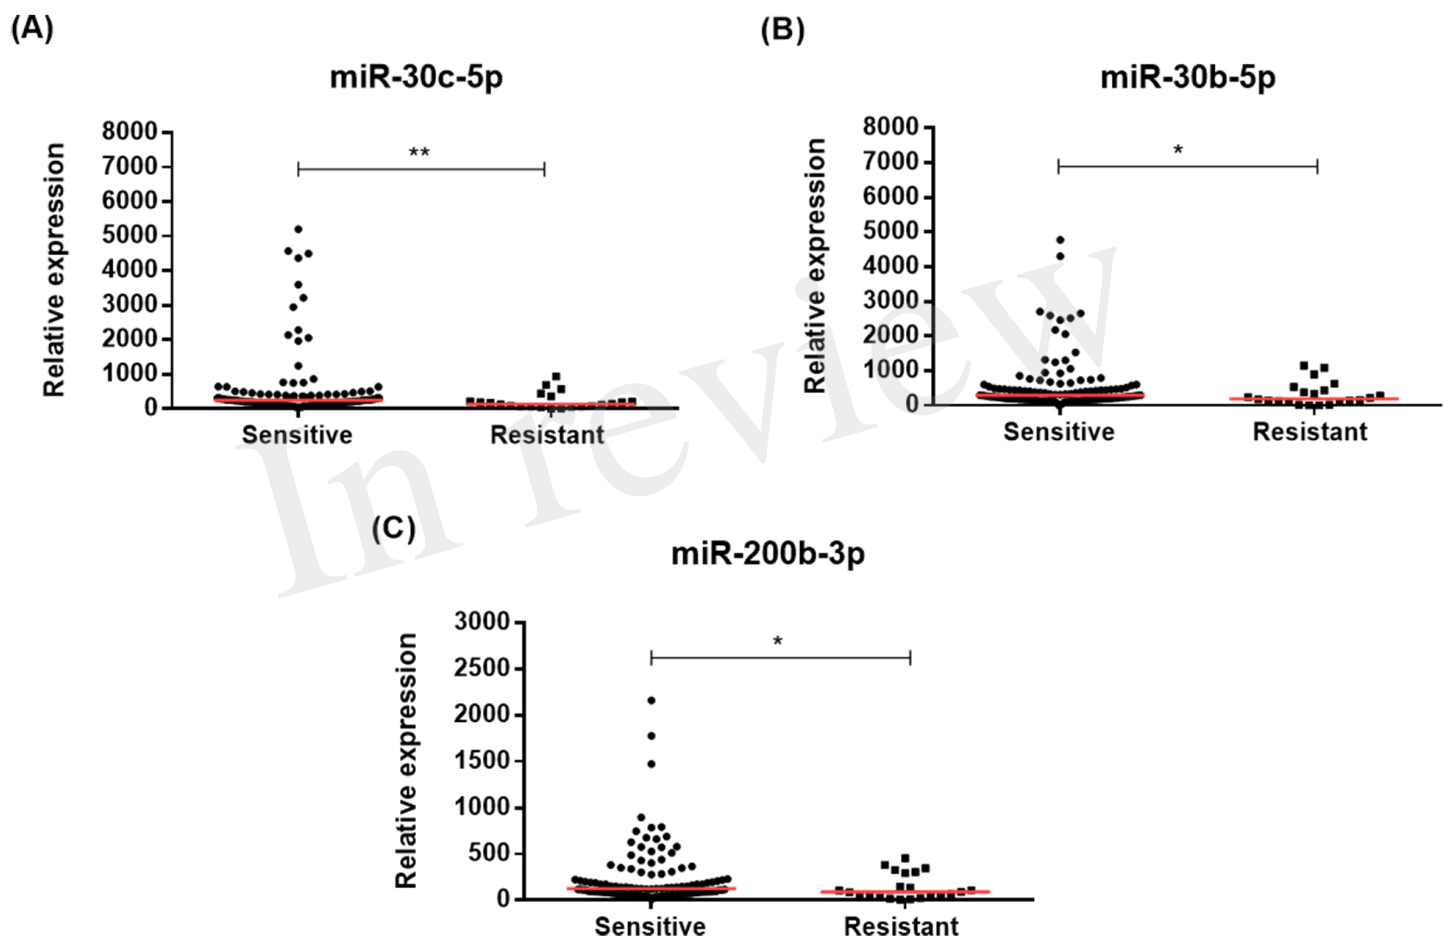 (A)
miR-30c-5p
Relative expression
8000
7000
6000
5000
4000
3000
2000
1000
0
**
Sensitive
Resistant
(B)
miR-30b-5p
Relative expression
8000
7000
6000
5000
4000
3000
2000
1000
0
*
Sensitive
Resistant
In review
(C)
miR-200b-3p
Relative expression
3000
2500
2000
1500
1000
500
0
*
Sensitive
Resistant